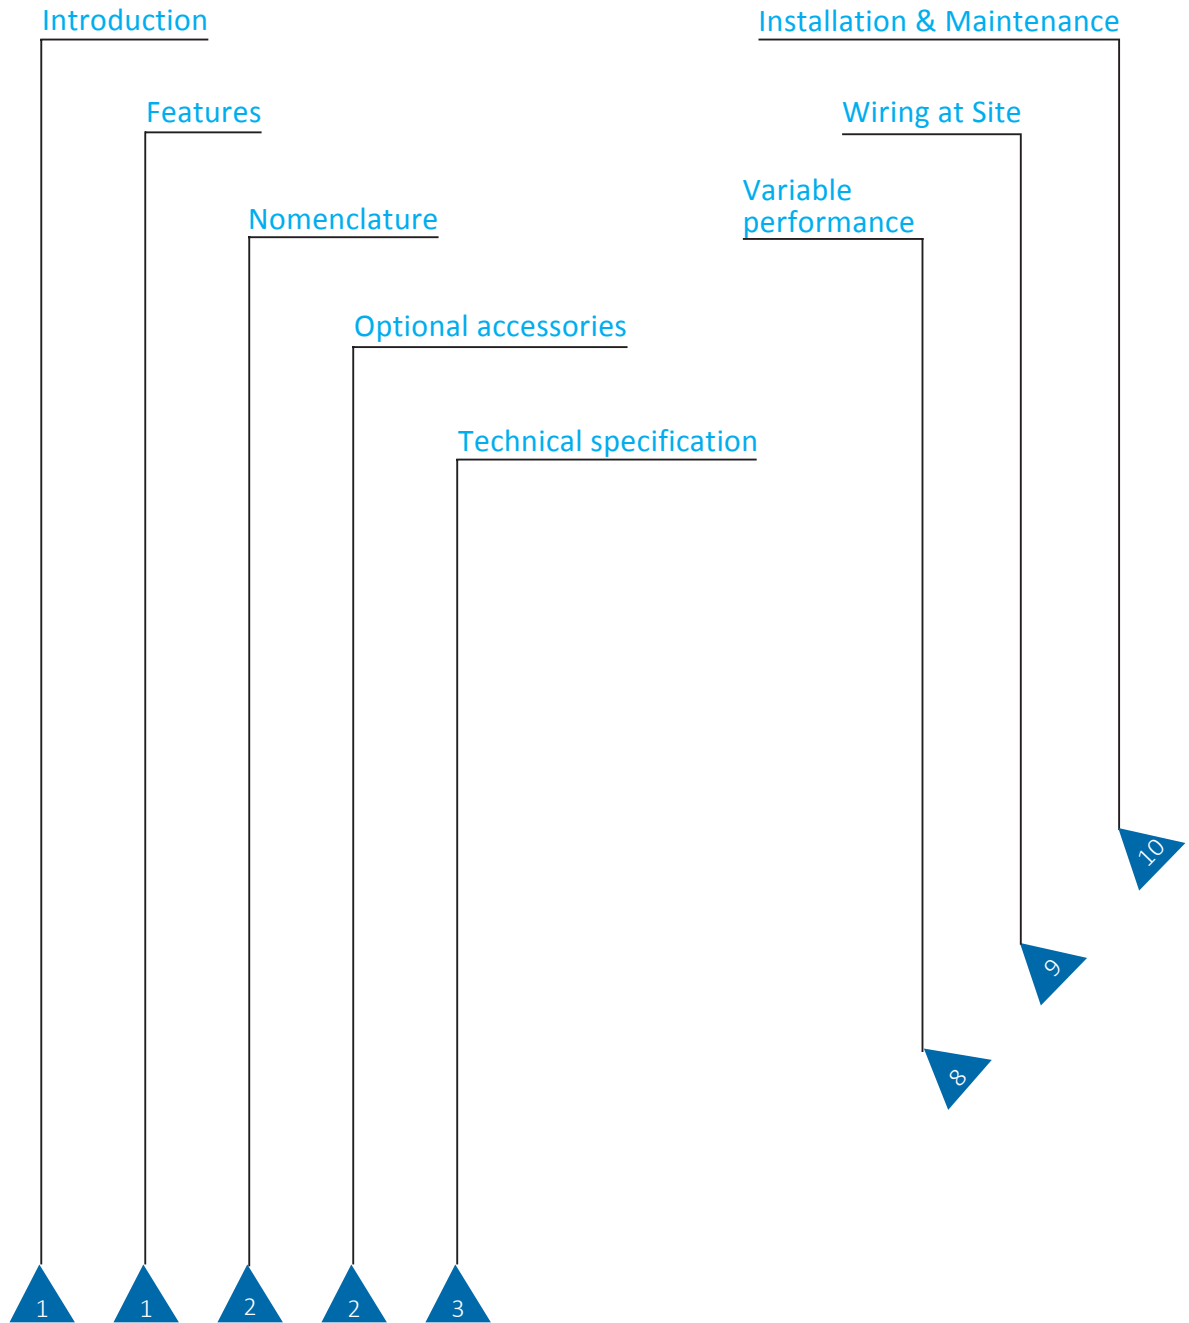 Introduction
Installation & Maintenance
Features
Wiring at Site
Variable
performance
Nomenclature
Optional accessories
Technical specification
10
9
8
1
1
2
2
3